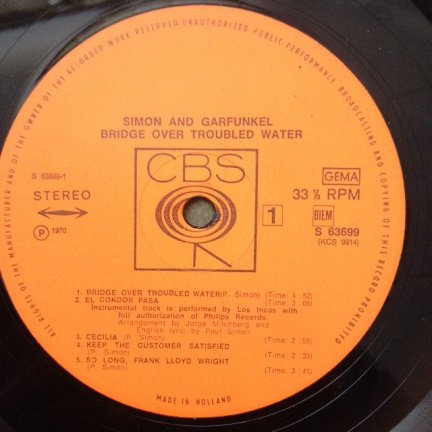 ALL RIGHTS OF THE MANUFACTURER AND OF THE OWNER OF THE RECORDED WORK RESERVED. UNAUTHORIZED PUBLIC PERFORMANCE, BROADCASTING AND COPYING OF THIS RECORD PROHIBITED
SIMON AND GARFUNKEL
BRIDGE OVER TROUBLED WATER
CBS
S 63699-1
STEREO
Ⓟ 1970
GEMA
33 ⅓ RPM
1
BIEM
S 63699
(KCS 9914)
1. BRIDGE OVER TROUBLED WATER(P. Simon) (Time: 4:52)
2. EL CONDOR PASA (Time: 3:05)
Instrumental track is performed by Los Incas with
full authorization of Philips Records.
Arrangement by Jorge Milchberg and
English lyric by Paul Simon
3. CECILIA (P. Simon) (Time: 2:55)
4. KEEP THE CUSTOMER SATISFIED
(P. Simon) (Time: 2:33)
5. SO LONG, FRANK LLOYD WRIGHT
(P. Simon) (Time: 3:41)
MADE IN HOLLAND